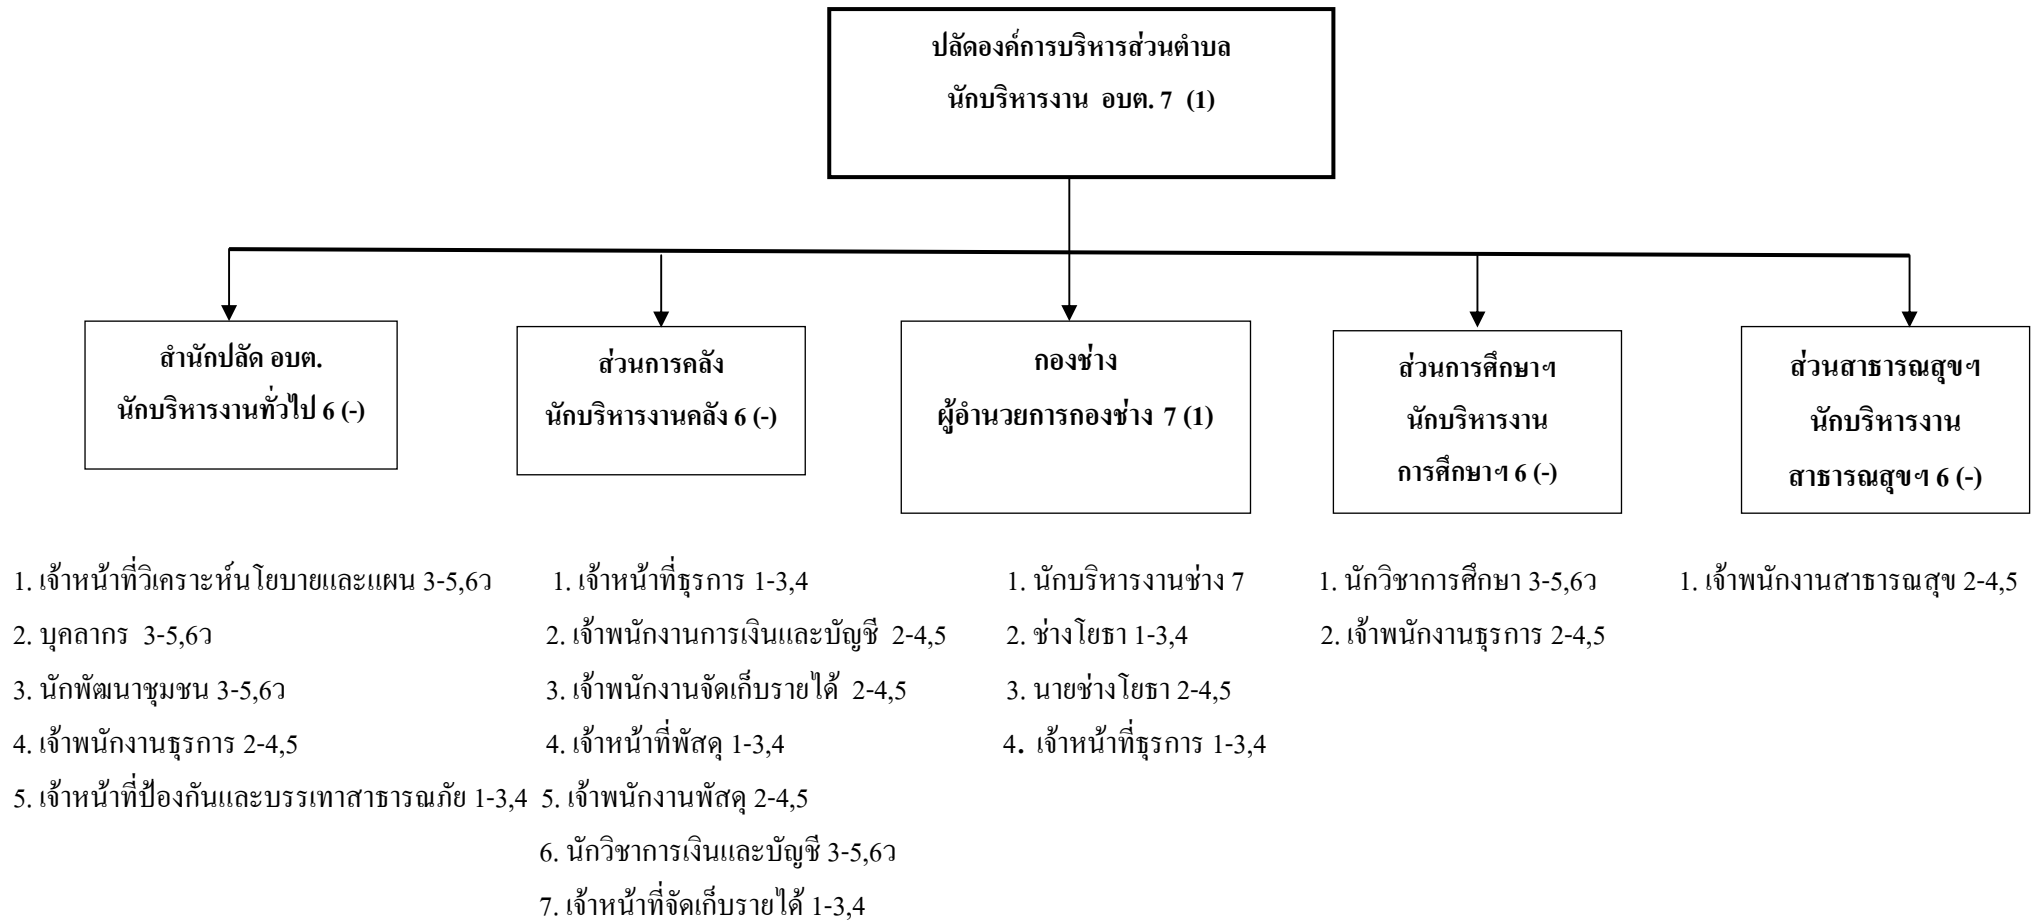 ปลัดองค์การบริหารส่วนตำบล
นักบริหารงาน อบต. 7 (1)
สำนักปลัด อบต.
นักบริหารงานทั่วไป 6 (-)
ส่วนการคลัง
นักบริหารงานคลัง 6 (-)
กองช่าง
ผู้อำนวยการกองช่าง 7 (1)
ส่วนการศึกษาฯ
นักบริหารงาน
การศึกษาฯ 6 (-)
ส่วนสาธารณสุขฯ
นักบริหารงาน
สาธารณสุขฯ 6 (-)
1. เจ้าหน้าที่วิเคราะห์นโยบายและแผน 3-5,6ว
2. บุคลากร 3-5,6ว
3. นักพัฒนาชุมชน 3-5,6ว
4. เจ้าพนักงานธุรการ 2-4,5
5. เจ้าหน้าที่ป้องกันและบรรเทาสาธารณภัย 1-3,4
1. เจ้าหน้าที่ธุรการ 1-3,4
2. เจ้าพนักงานการเงินและบัญชี 2-4,5
3. เจ้าพนักงานจัดเก็บรายได้ 2-4,5
4. เจ้าหน้าที่พัสดุ 1-3,4
5. เจ้าพนักงานพัสดุ 2-4,5
6. นักวิชาการเงินและบัญชี 3-5,6ว
7. เจ้าหน้าที่จัดเก็บรายได้ 1-3,4
1. นักบริหารงานช่าง 7
2. ช่างโยธา 1-3,4
3. นายช่างโยธา 2-4,5
4. เจ้าหน้าที่ธุรการ 1-3,4
1. นักวิชาการศึกษา 3-5,6ว
2. เจ้าพนักงานธุรการ 2-4,5
1. เจ้าพนักงานสาธารณสุข 2-4,5